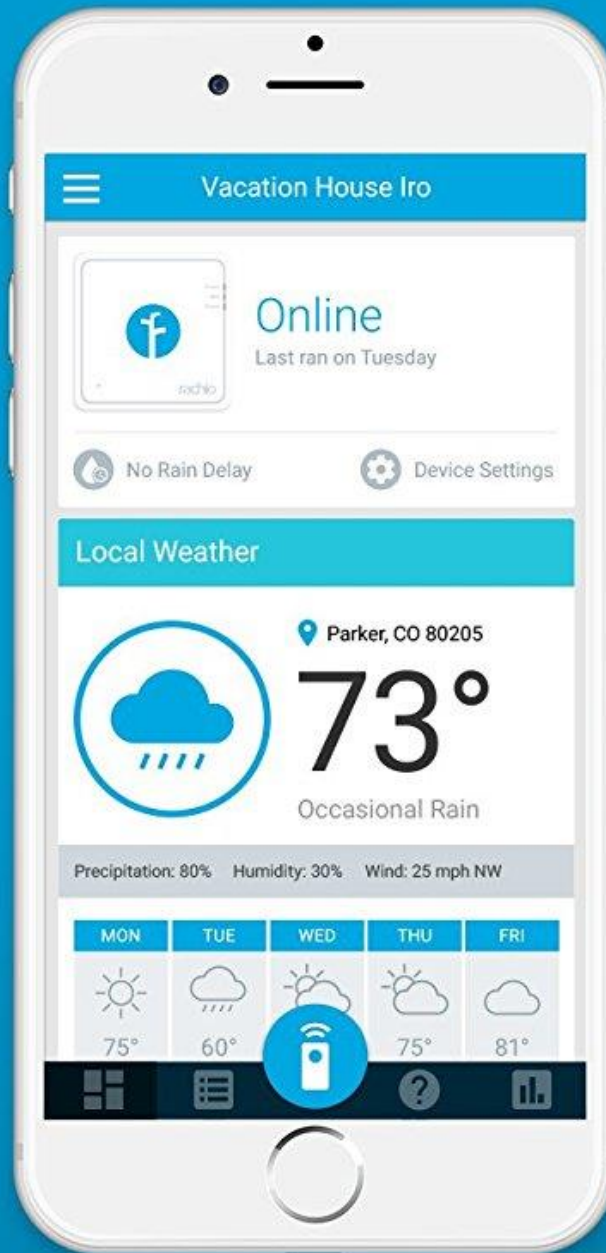 Vacation House Iro
Online
Last ran on Tuesday
rachio
No Rain Delay
Device Settings
Local Weather
Parker, CO 80205
73°
Occasional Rain
Precipitation: 80% Humidity: 30% Wind: 25 mph NW
MON TUE WED THU FRI
75° 60° 75° 81°
?